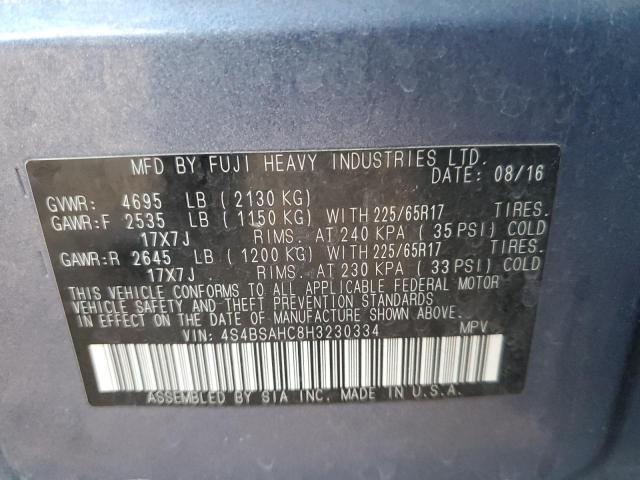 MFD BY FUJI HEAVY INDUSTRIES LTD.
DATE: 08/16
GVWR: 4695 LB (2130 KG)
GAWR:F 2535 LB (1150 KG) WITH 225/65R17 TIRES.
17X7J RIMS. AT 240 KPA (35 PSI) COLD
GAWR:R 2645 LB (1200 KG) WITH 225/65R17 TIRES.
17X7J RIMS. AT 230 KPA (33 PSI) COLD
THIS VEHICLE CONFORMS TO ALL APPLICABLE FEDERAL MOTOR
VEHICLE SAFETY AND THEFT PREVENTION STANDARDS
IN EFFECT ON THE DATE OF MANUFACTURE SHOWN ABOVE.
VIN: 4S4BSAHC8H3230334 MPV
ASSEMBLED BY SIA INC. MADE IN U.S.A.